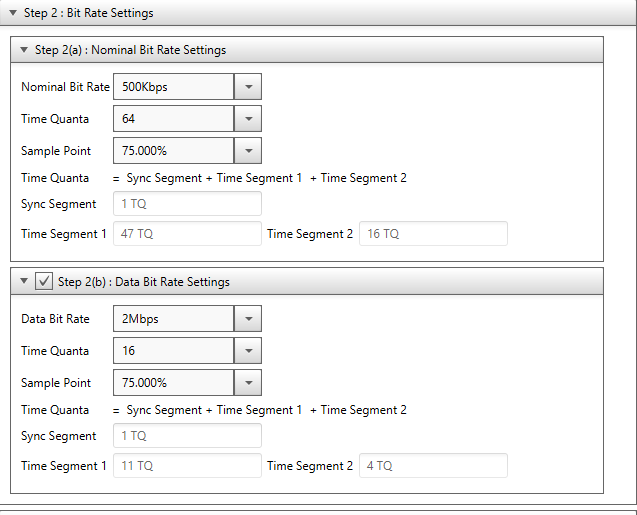 Step 2 : Bit Rate Settings
Step 2(a) : Nominal Bit Rate Settings
Nominal Bit Rate 500Kbps
Time Quanta 64
Sample Point 75.000%
Time Quanta = Sync Segment + Time Segment 1 + Time Segment 2
Sync Segment 1 TQ
Time Segment 1 47 TQ Time Segment 2 16 TQ
Step 2(b) : Data Bit Rate Settings
Data Bit Rate 2Mbps
Time Quanta 16
Sample Point 75.000%
Time Quanta = Sync Segment + Time Segment 1 + Time Segment 2
Sync Segment 1 TQ
Time Segment 1 11 TQ Time Segment 2 4 TQ